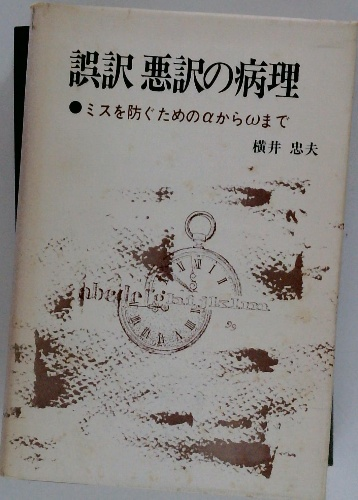 誤訳 悪訳の病理
●ミスを防ぐためのαからωまで
横井 忠夫
abcdefg